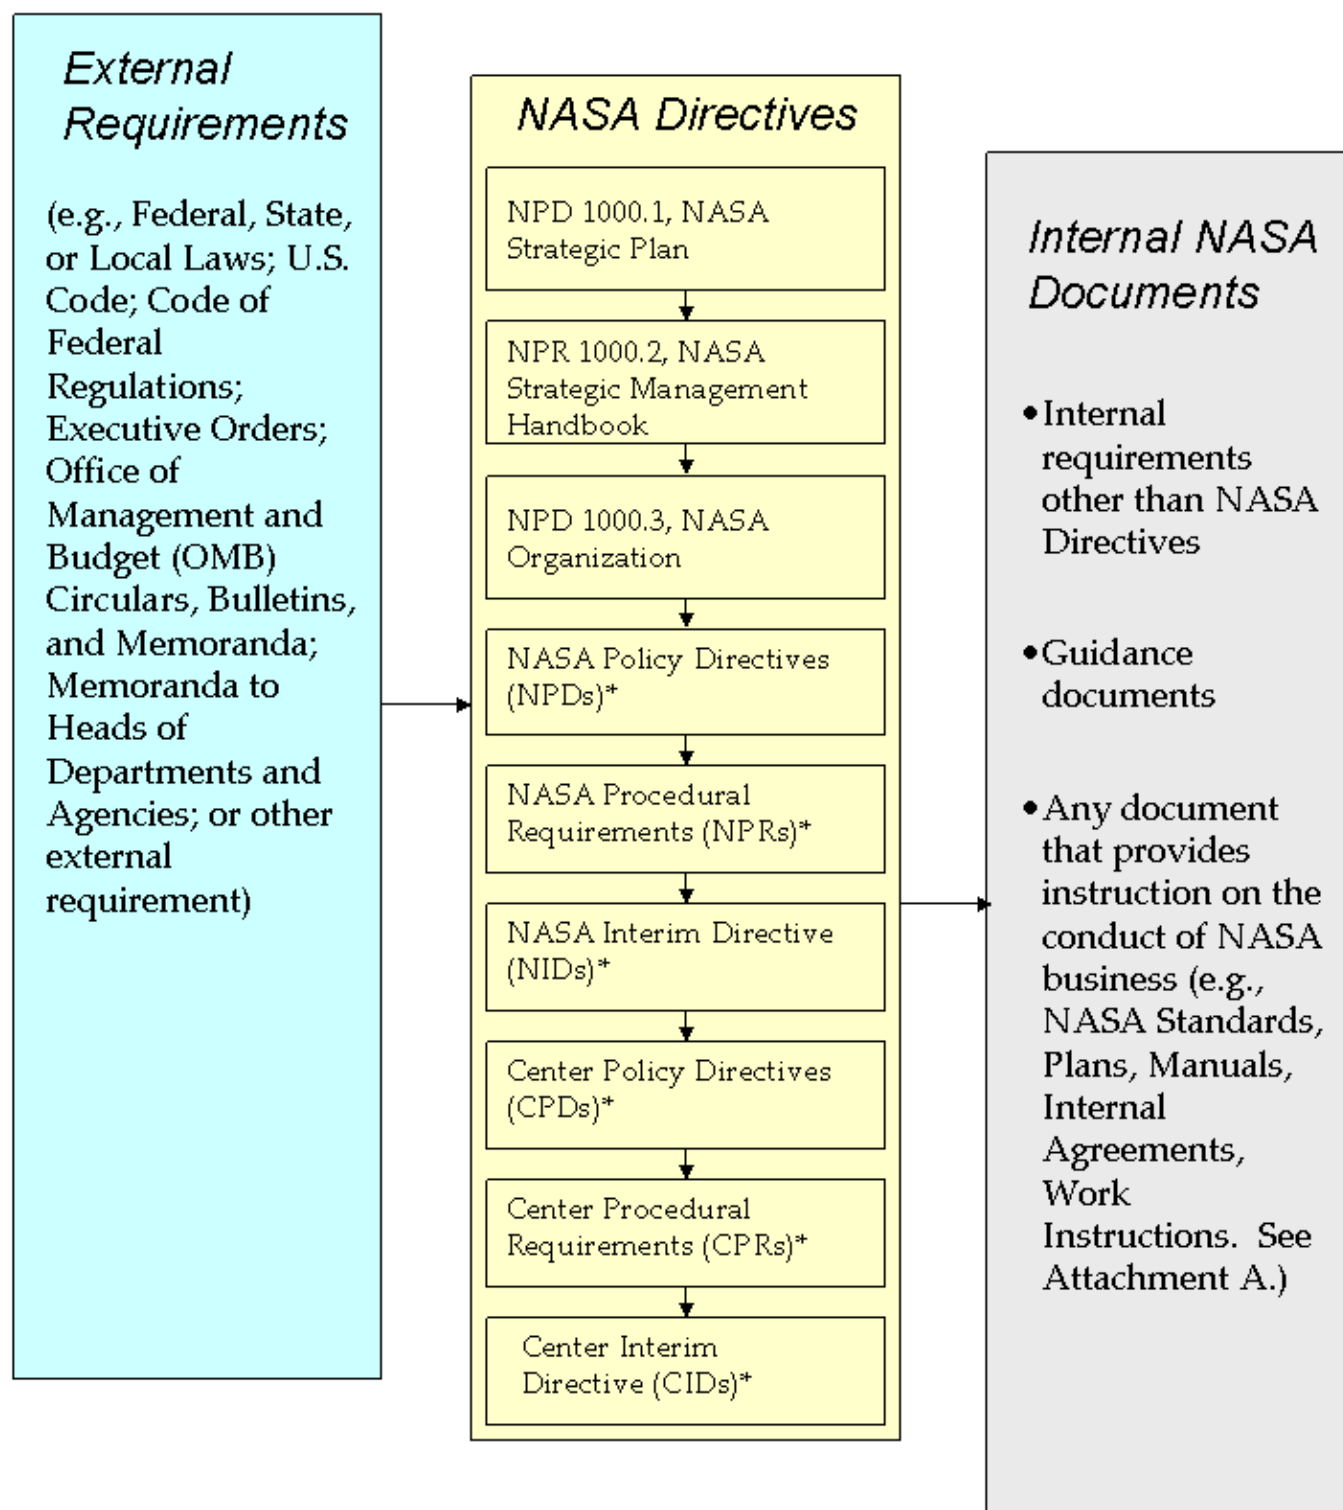 External
Requirements
(e.g., Federal, State,
or Local Laws; U.S.
Code; Code of
Federal
Regulations;
Executive Orders;
Office of
Management and
Budget (OMB)
Circulars, Bulletins,
and Memoranda;
Memoranda to
Heads of
Departments and
Agencies; or other
external
requirement)
NASA Directives
NPD 1000.1, NASA
Strategic Plan
NPR 1000.2, NASA
Strategic Management
Handbook
NPD 1000.3, NASA
Organization
NASA Policy Directives
(NPDs)*
NASA Procedural
Requirements (NPRs)*
NASA Interim Directive
(NIDs)*
Center Policy Directives
(CPDs)*
Center Procedural
Requirements (CPRs)*
Center Interim
Directive (CIDs)*
Internal NASA
Documents
•Internal
requirements
other than NASA
Directives
•Guidance
documents
•Any document
that provides
instruction on the
conduct of NASA
business (e.g.,
NASA Standards,
Plans, Manuals,
Internal
Agreements,
Work
Instructions. See
Attachment A.)